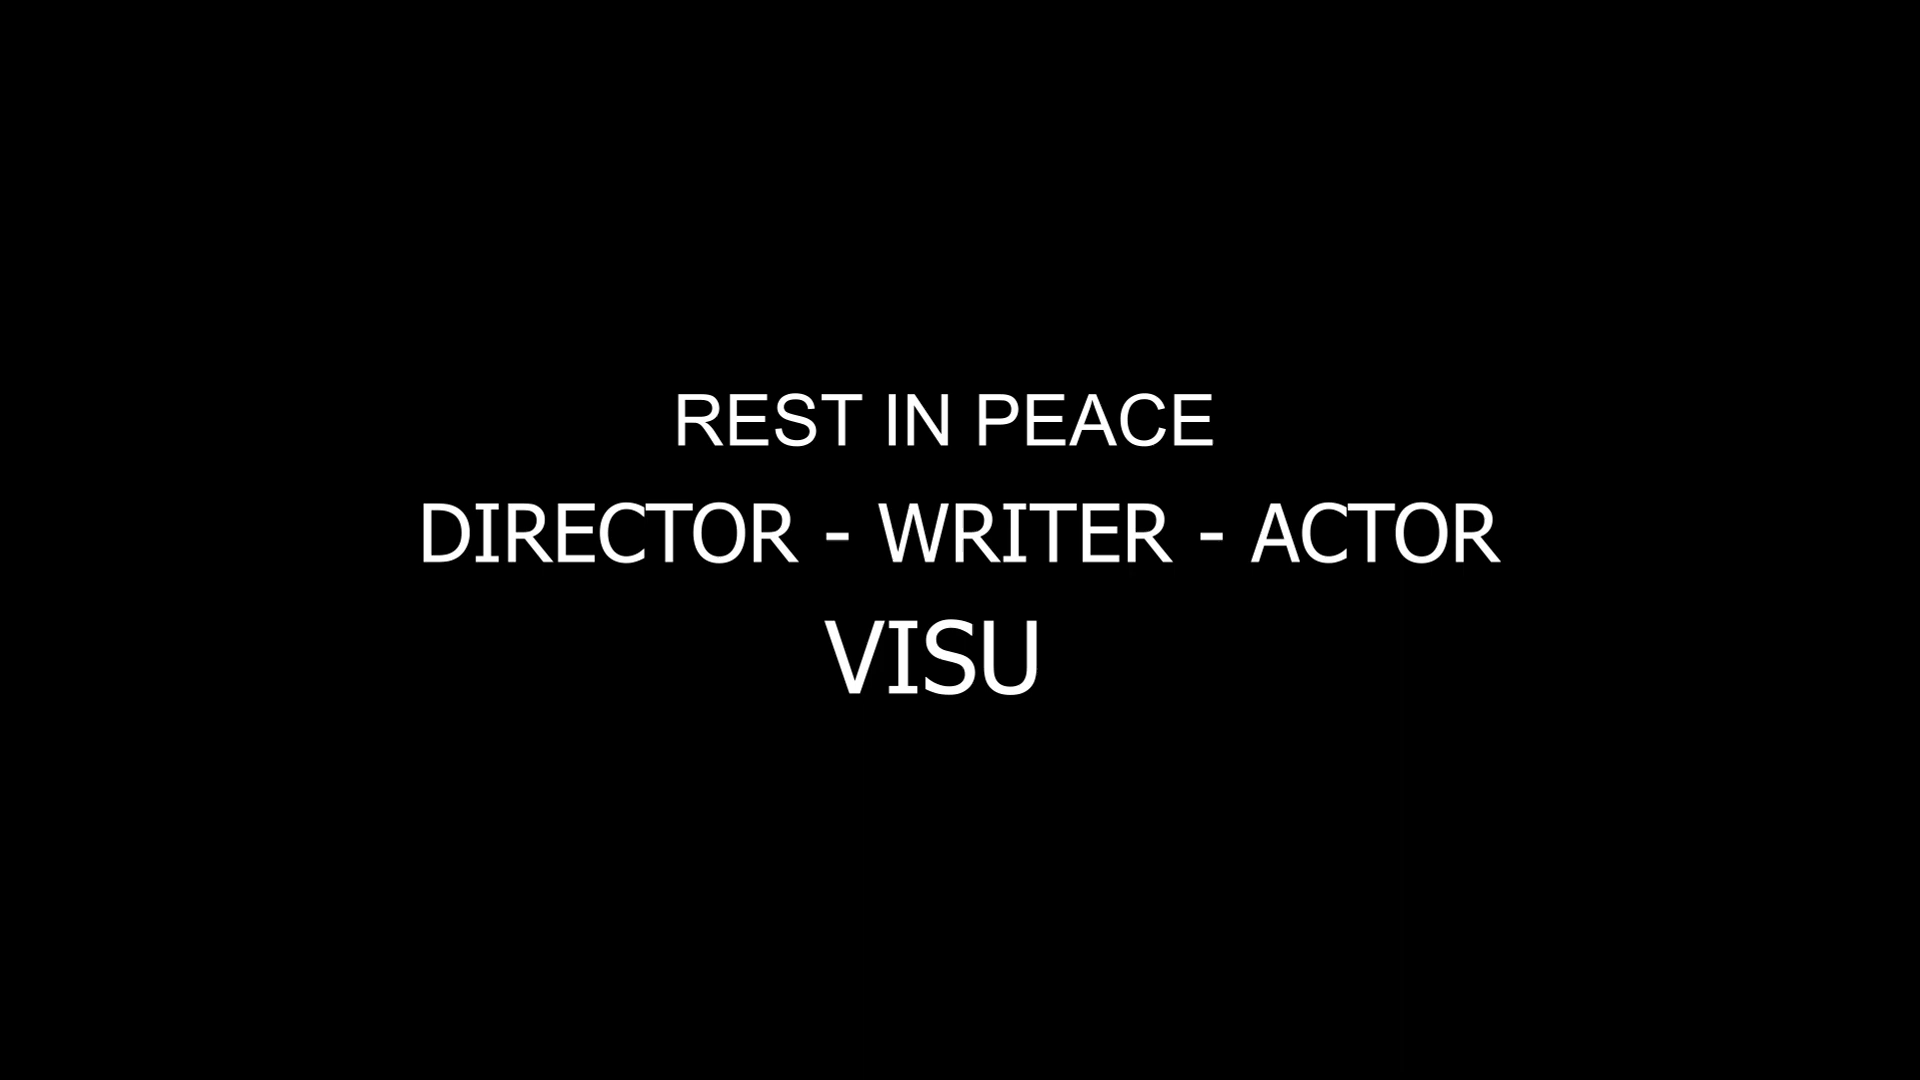 REST IN PEACE
DIRECTOR - WRITER - ACTOR
VISU